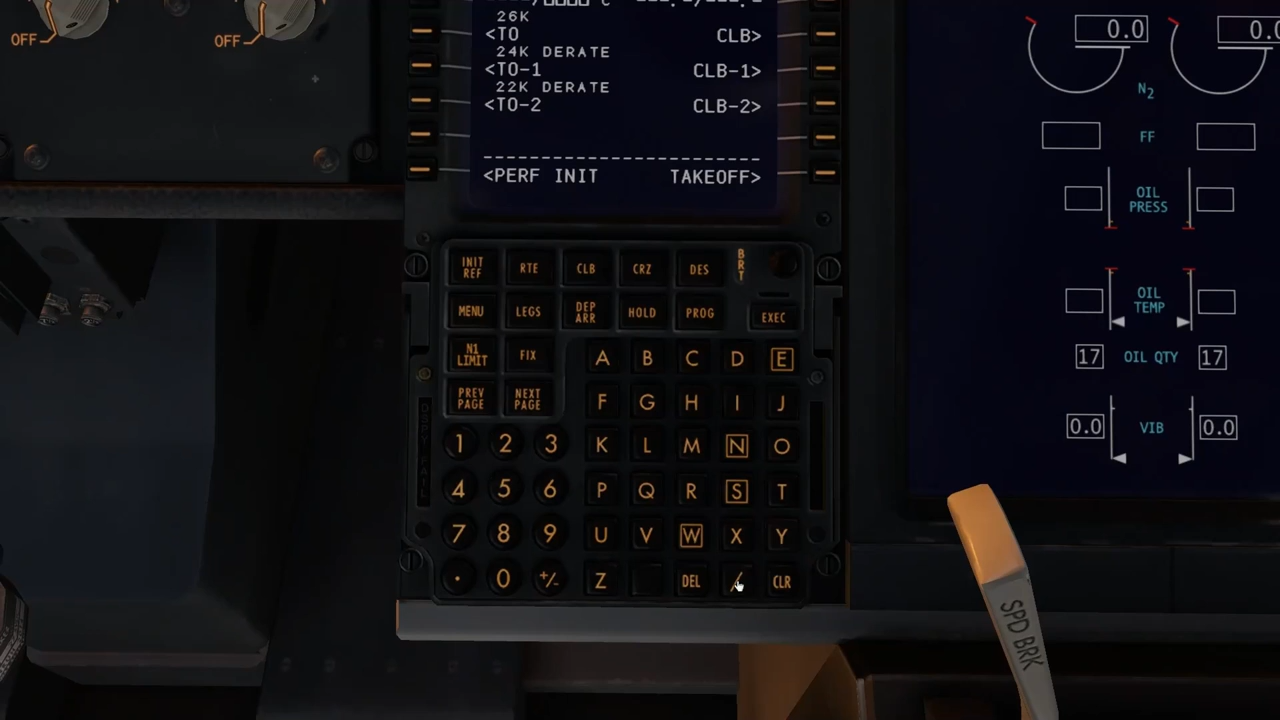 OFF OFF
26K
<TO CLB>
24K DERATE
<TO-1 CLB-1>
22K DERATE
<TO-2 CLB-2>
<PERF INIT TAKEOFF>
INIT REF RTE CLB CRZ DES BRT
MENU LEGS DEP ARR HOLD PROG EXEC
N1 LIMIT FIX
PREV PAGE NEXT PAGE
A B C D E
F G H I J
1 2 3 K L M N O
4 5 6 P Q R S T
7 8 9 U V W X Y
. 0 +/- Z DEL / CLR
0.0 0.
N2
FF
OIL
PRESS
OIL
TEMP
17 OIL QTY 17
0.0 VIB 0.0
SPD BRK